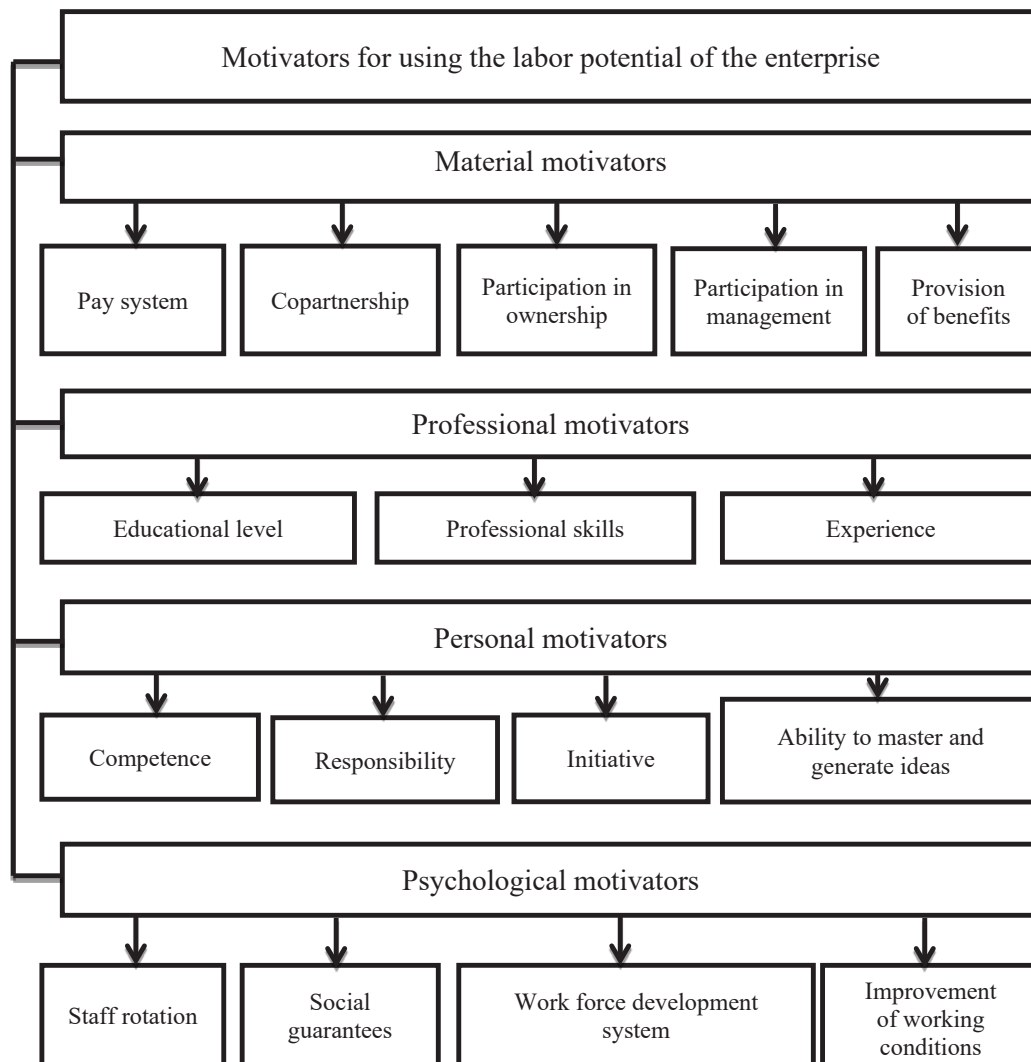 Motivators for using the labor potential of the enterprise
Material motivators
Pay system
Copartnership
Participation in
ownership
Participation in
management
Provision
of benefits
Professional motivators
Educational level
Professional skills
Experience
Personal motivators
Competence
Responsibility
Initiative
Ability to master and
generate ideas
Psychological motivators
Staff rotation
Social
guarantees
Work force development
system
Improvement
of working
conditions